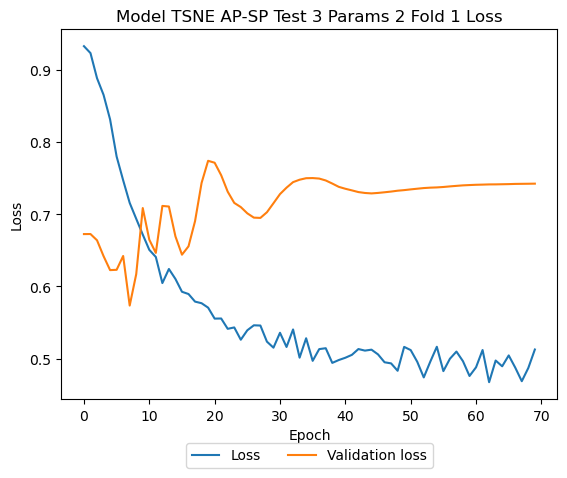 Model TSNE AP-SP Test 3 Params 2 Fold 1 Loss
0.9
0.8
0.7
0.6
0.5
Loss
0 10 20 30 40 50 60 70
Epoch
Loss Validation loss